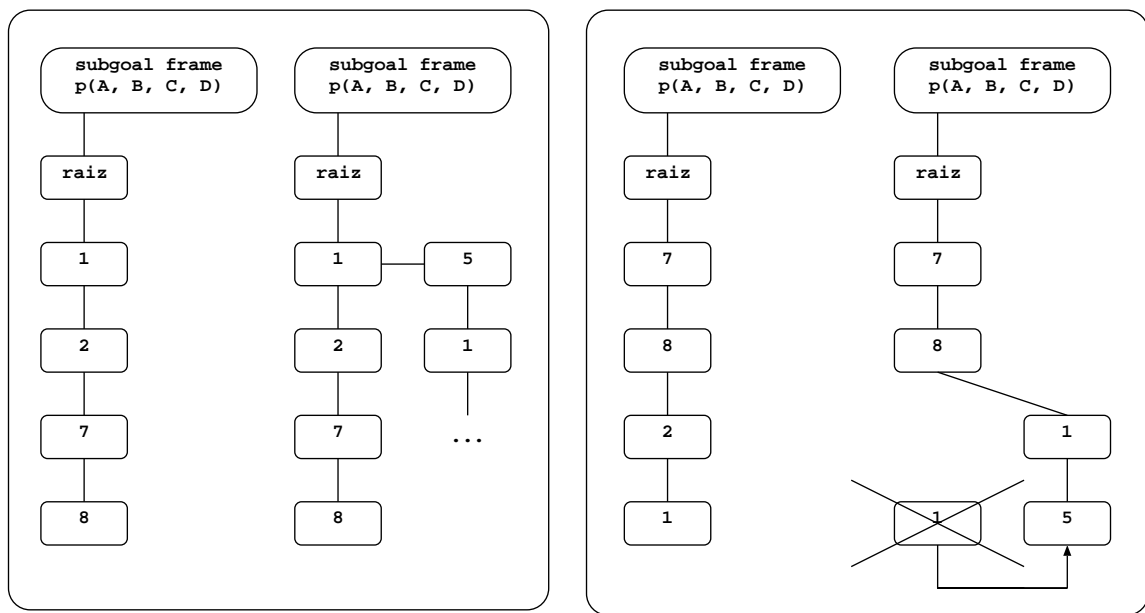 subgoal frame
p(A, B, C, D)
raiz
1
2
7
8
subgoal frame
p(A, B, C, D)
raiz
1
5
2
1
7
...
8
subgoal frame
p(A, B, C, D)
raiz
7
8
2
1
subgoal frame
p(A, B, C, D)
raiz
7
8
1
1
5